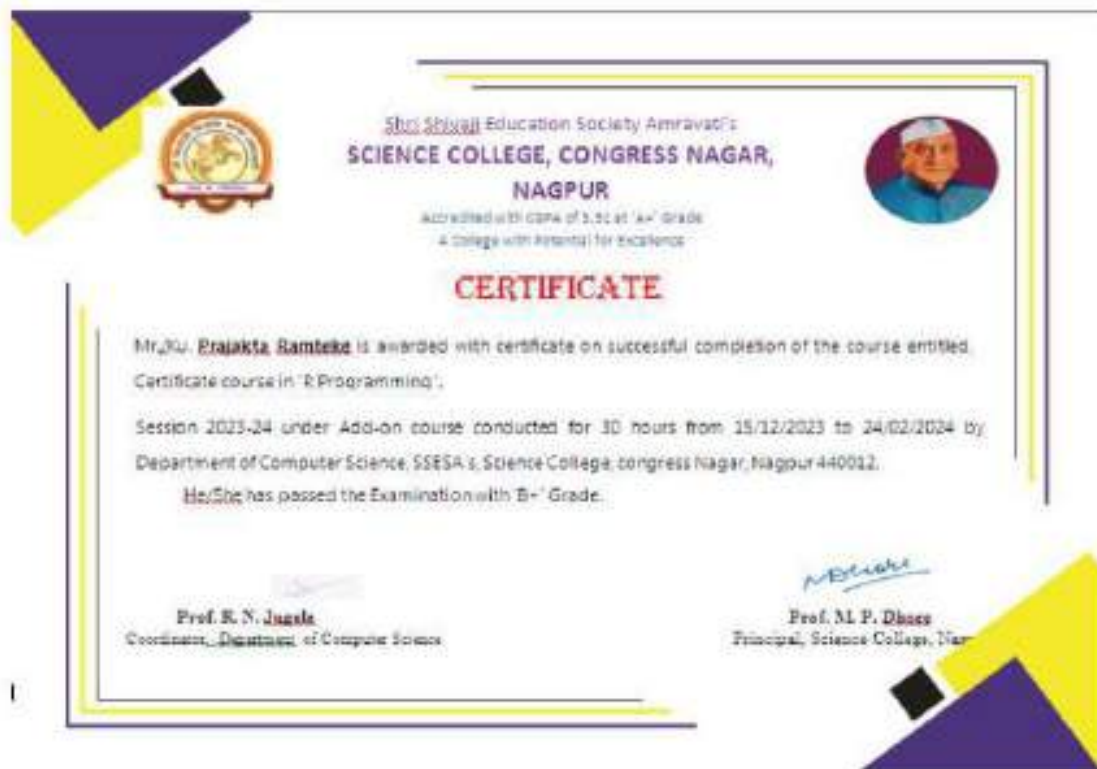 Shri Shivaji Education Society Amravati's
SCIENCE COLLEGE, CONGRESS NAGAR,
NAGPUR
Accredited with CGPA of 3.51 at 'A+' Grade
A College with Potential for Excellence
CERTIFICATE
Mr./Ku. Prajakta Ramteke is awarded with certificate on successful completion of the course entitled,
Certificate course in 'R Programming'.
Session 2023-24 under Add-on course conducted for 30 hours from 15/12/2023 to 24/02/2024 by
Department of Computer Science, SSESA's, Science College, congress Nagar, Nagpur 440012.
He/She has passed the Examination with 'B+' Grade.
Prof. R. N. Jugele
Coordinator, Department of Computer Science
Prof. M. P. Dhore
Principal, Science College, Nag